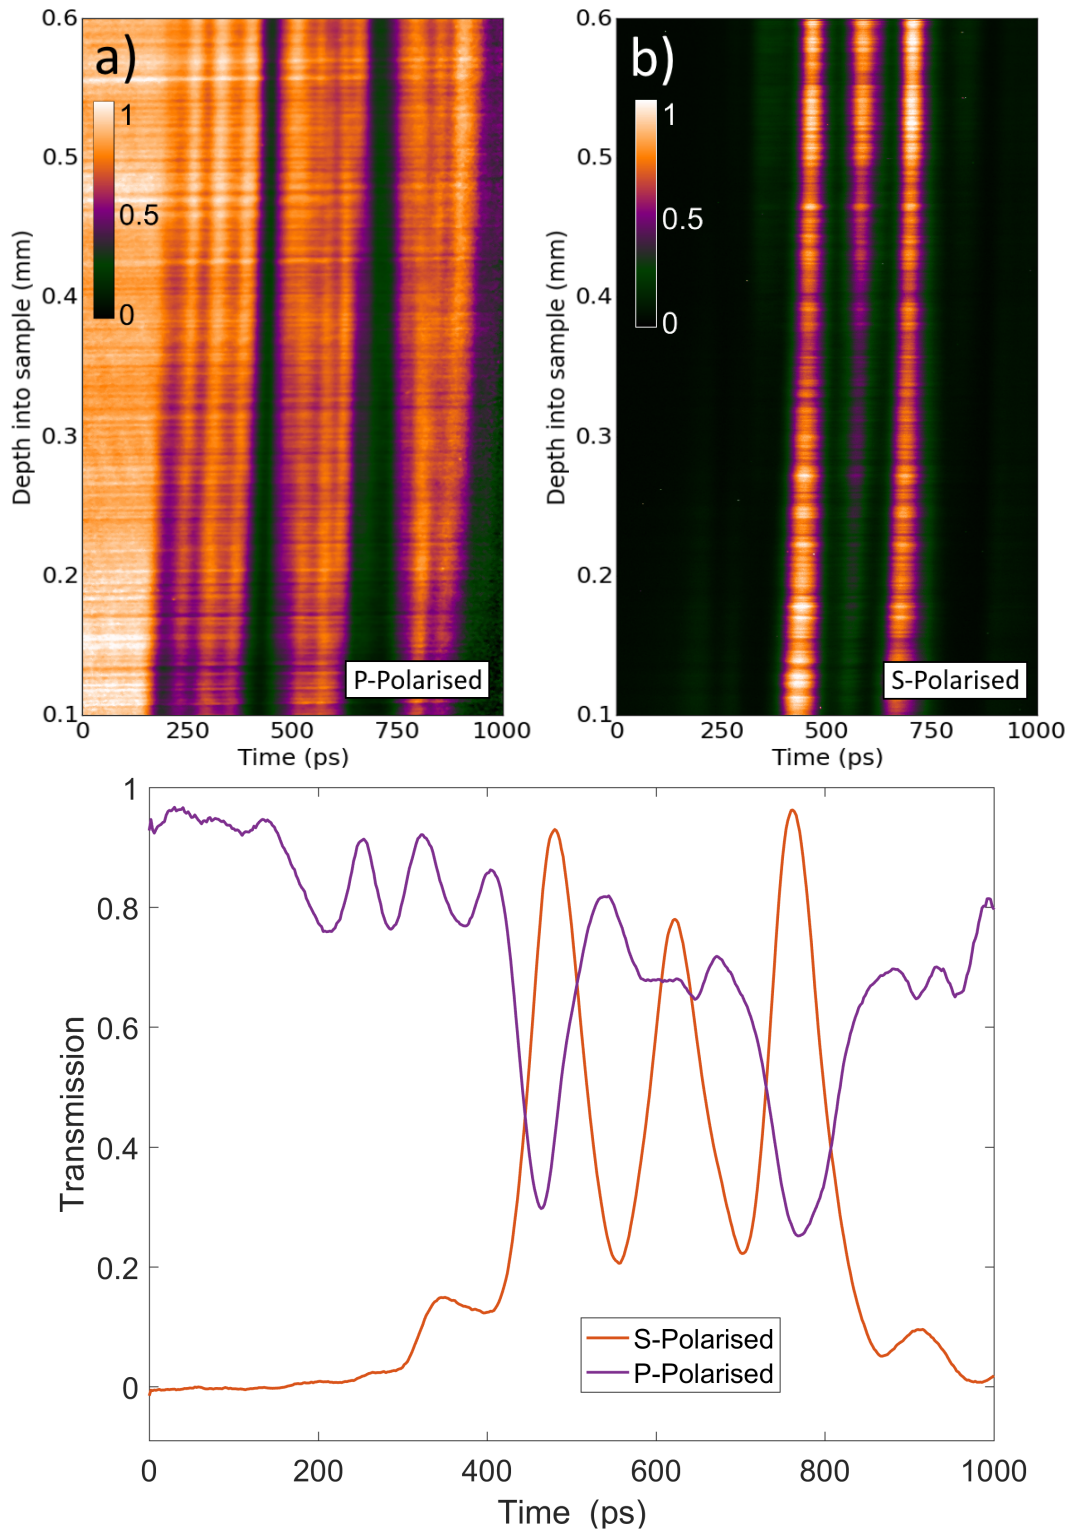 a)
0.6
0.5
0.4
0.3
0.2
0.1
1
0.5
0
Depth into sample (mm)
P-Polarised
0 250 500 750 1000
Time (ps)
b)
0.6
0.5
0.4
0.3
0.2
0.1
1
0.5
0
Depth into sample (mm)
S-Polarised
0 250 500 750 1000
Time (ps)
1
0.8
0.6
0.4
0.2
0
Transmission
S-Polarised
P-Polarised
0 200 400 600 800 1000
Time (ps)